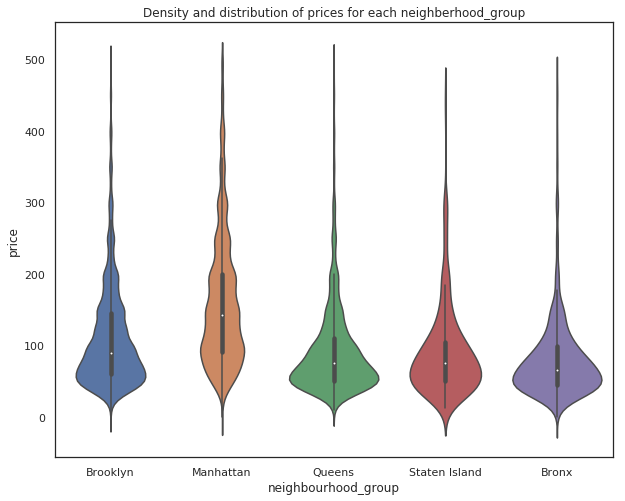 Density and distribution of prices for each neighberhood_group
500
400
300
200
100
0
price
Brooklyn
Manhattan
Queens
Staten Island
Bronx
neighbourhood_group